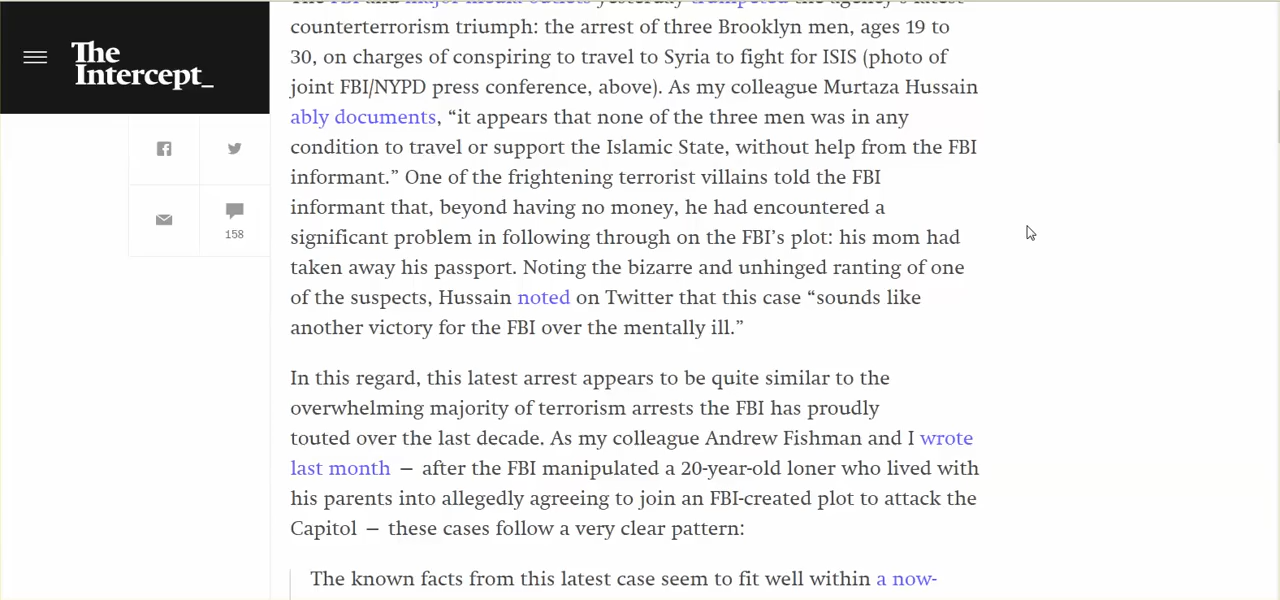 The FBI and major media outlets yesterday trumpeted the agency's latest
The
Intercept_
counterterrorism triumph: the arrest of three Brooklyn men, ages 19 to
30, on charges of conspiring to travel to Syria to fight for ISIS (photo of
joint FBI/NYPD press conference, above). As my colleague Murtaza Hussain
ably documents, “it appears that none of the three men was in any
condition to travel or support the Islamic State, without help from the FBI
informant.” One of the frightening terrorist villains told the FBI
informant that, beyond having no money, he had encountered a
158
significant problem in following through on the FBI’s plot: his mom had
taken away his passport. Noting the bizarre and unhinged ranting of one
of the suspects, Hussain noted on Twitter that this case “sounds like
another victory for the FBI over the mentally ill.”
In this regard, this latest arrest appears to be quite similar to the
overwhelming majority of terrorism arrests the FBI has proudly
touted over the last decade. As my colleague Andrew Fishman and I wrote
last month — after the FBI manipulated a 20-year-old loner who lived with
his parents into allegedly agreeing to join an FBI-created plot to attack the
Capitol — these cases follow a very clear pattern:
The known facts from this latest case seem to fit well within a now-